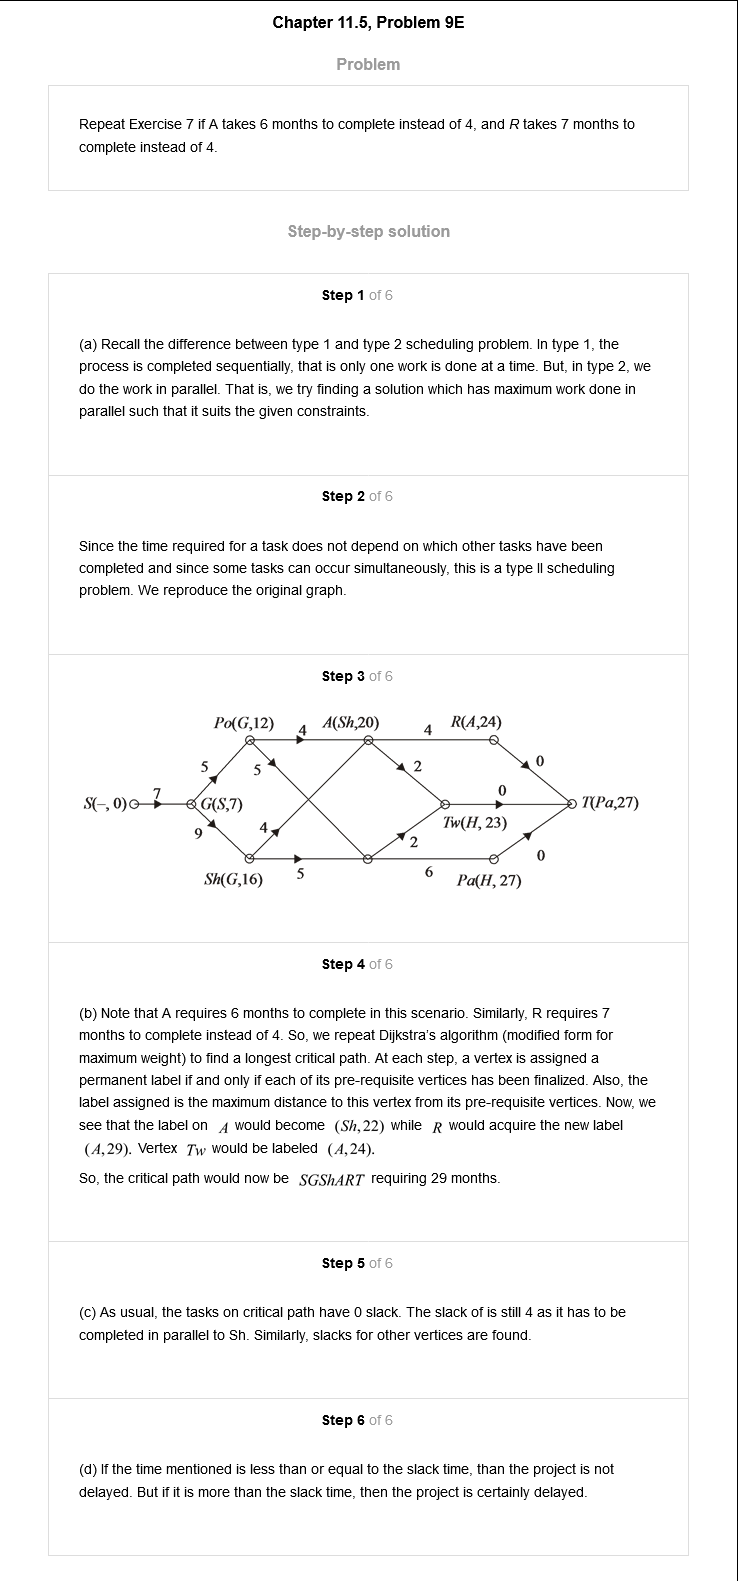 Chapter 11.5, Problem 9E
Problem
Repeat Exercise 7 if A takes 6 months to complete instead of 4, and R takes 7 months to
complete instead of 4.
Step-by-step solution
Step 1 of 6
(a) Recall the difference between type 1 and type 2 scheduling problem. In type 1, the
process is completed sequentially, that is only one work is done at a time. But, in type 2, we
do the work in parallel. That is, we try finding a solution which has maximum work done in
parallel such that it suits the given constraints.
Step 2 of 6
Since the time required for a task does not depend on which other tasks have been
completed and since some tasks can occur simultaneously, this is a type II scheduling
problem. We reproduce the original graph.
Step 3 of 6
Po(G,12) 4 A(Sh,20) 4 R(A,24)
5 5 2 0
S(–, 0) 7 G(S,7) 0 T(Pa,27)
9 4 Tw(H, 23)
2 0
Sh(G,16) 5 6 Pa(H, 27)
Step 4 of 6
(b) Note that A requires 6 months to complete in this scenario. Similarly, R requires 7
months to complete instead of 4. So, we repeat Dijkstra's algorithm (modified form for
maximum weight) to find a longest critical path. At each step, a vertex is assigned a
permanent label if and only if each of its pre-requisite vertices has been finalized. Also, the
label assigned is the maximum distance to this vertex from its pre-requisite vertices. Now, we
see that the label on A would become (Sh,22) while R would acquire the new label
(A,29). Vertex Tw would be labeled (A,24).
So, the critical path would now be SGShART requiring 29 months.
Step 5 of 6
(c) As usual, the tasks on critical path have 0 slack. The slack of is still 4 as it has to be
completed in parallel to Sh. Similarly, slacks for other vertices are found.
Step 6 of 6
(d) If the time mentioned is less than or equal to the slack time, than the project is not
delayed. But if it is more than the slack time, then the project is certainly delayed.